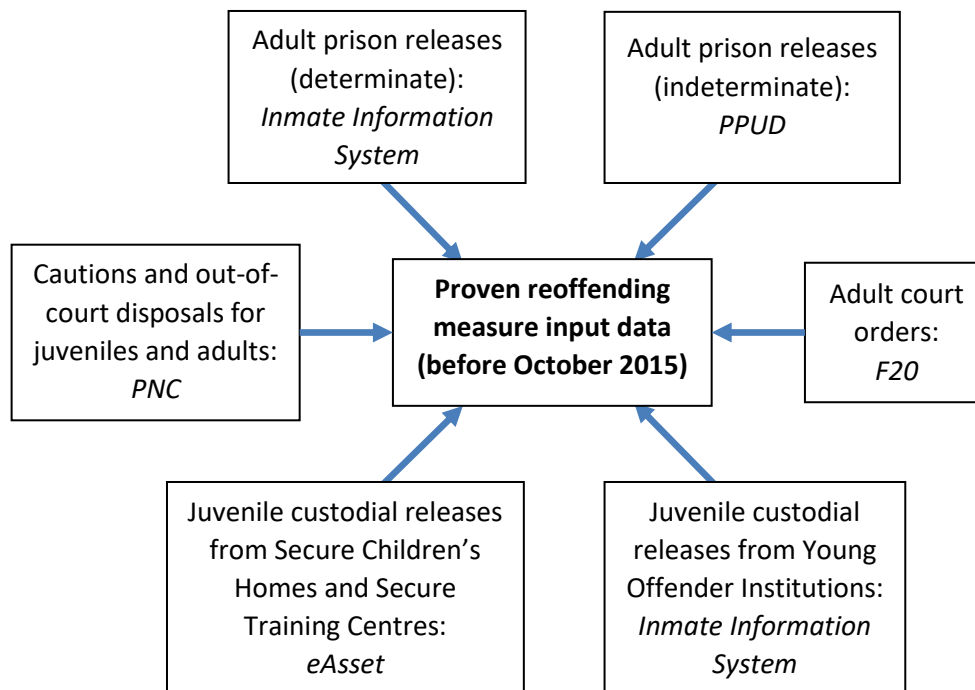 Adult prison releases
(determinate):
Inmate Information
System
Adult prison releases
(indeterminate):
PPUD
Cautions and out-of-
court disposals for
juveniles and adults:
PNC
Proven reoffending
measure input data
(before October 2015)
Adult court
orders:
F20
Juvenile custodial releases
from Secure Children’s
Homes and Secure
Training Centres:
eAsset
Juvenile custodial
releases from Young
Offender Institutions:
Inmate Information
System